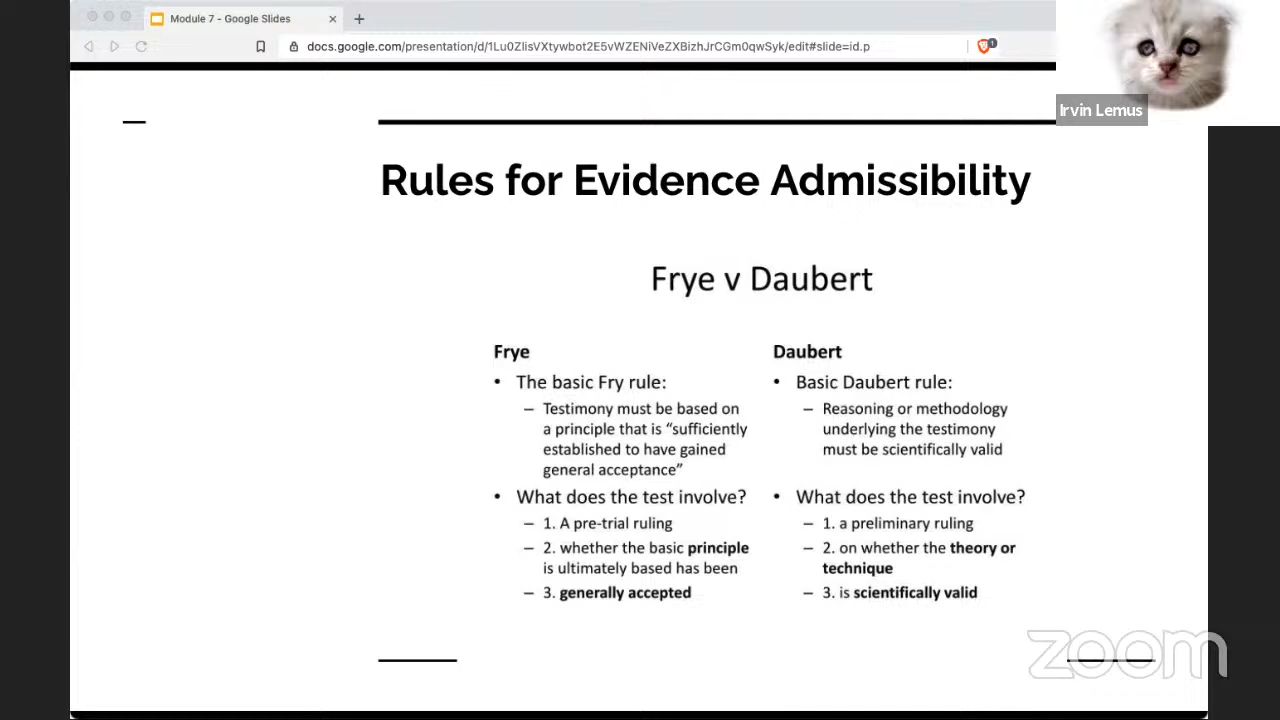 Module 7 - Google Slides
docs.google.com/presentation/d/1Lu0ZlisVXtywbot2E5vWZENiVeZXBizhJrCGm0qwSyk/edit#slide=id.p
1
Irvin Lemus
Rules for Evidence Admissibility
Frye v Daubert
Frye
• The basic Fry rule:
– Testimony must be based on
a principle that is “sufficiently
established to have gained
general acceptance”
• What does the test involve?
– 1. A pre-trial ruling
– 2. whether the basic principle
is ultimately based has been
– 3. generally accepted
Daubert
• Basic Daubert rule:
– Reasoning or methodology
underlying the testimony
must be scientifically valid
• What does the test involve?
– 1. a preliminary ruling
– 2. on whether the theory or
technique
– 3. is scientifically valid
zoom